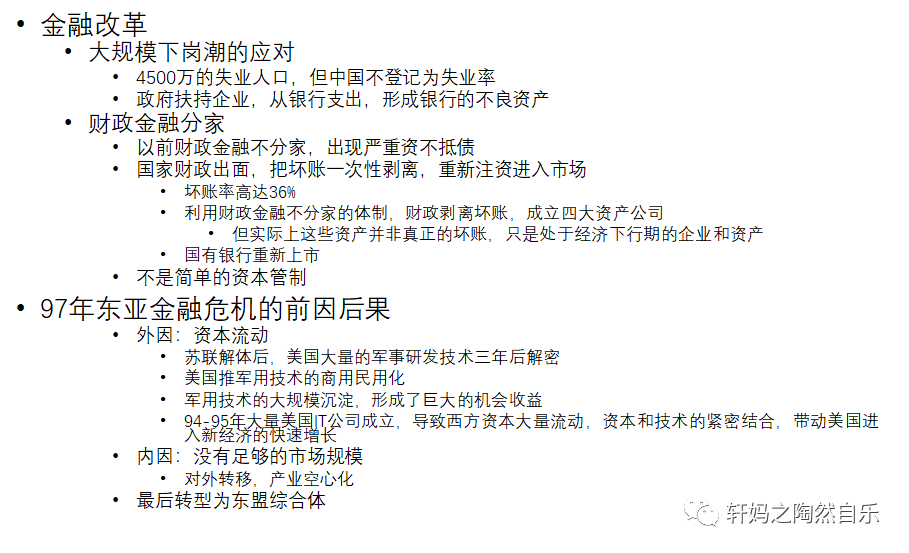 • 金融改革
• 大规模下岗潮的应对
• 4500万的失业人口，但中国不登记为失业率
• 政府扶持企业，从银行支出，形成银行的不良资产
• 财政金融分家
• 以前财政金融不分家，出现严重资不抵债
• 国家财政出面，把坏账一次性剥离，重新注资进入市场
• 坏账率高达36%
• 利用财政金融不分家的体制，财政剥离坏账，成立四大资产公司
• 但实际上这些资产并非真正的坏账，只是处于经济下行期的企业和资产
• 国有银行重新上市
• 不是简单的资本管制
• 97年东亚金融危机的前因后果
• 外因：资本流动
• 苏联解体后，美国大量的军事研发技术三年后解密
• 美国推军用技术的商用民用化
• 军用技术的大规模沉淀，形成了巨大的机会收益
• 94-95年大量美国IT公司成立，导致西方资本大量流动，资本和技术的紧密结合，带动美国进
入新经济的快速增长
• 内因：没有足够的市场规模
• 对外转移，产业空心化
• 最后转型为东盟综合体
轩妈之陶然自乐